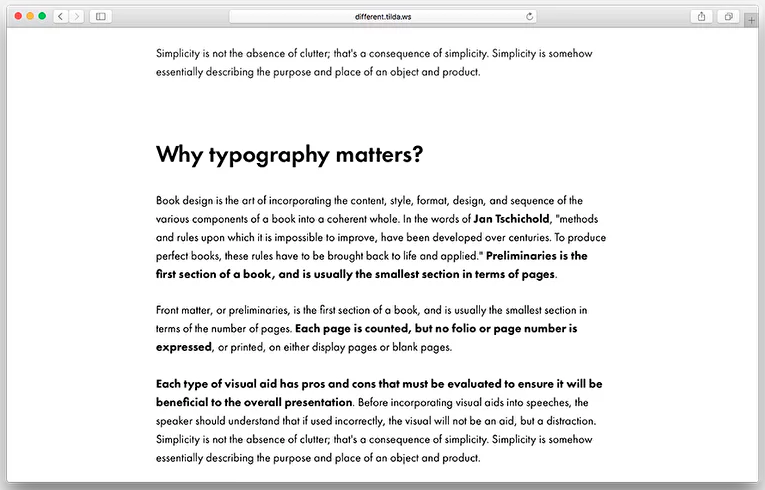 different.tilda.ws
Simplicity is not the absence of clutter; that's a consequence of simplicity. Simplicity is somehow
essentially describing the purpose and place of an object and product.
Why typography matters?
Book design is the art of incorporating the content, style, format, design, and sequence of the
various components of a book into a coherent whole. In the words of Jan Tschichold, "methods
and rules upon which it is impossible to improve, have been developed over centuries. To produce
perfect books, these rules have to be brought back to life and applied." Preliminaries is the
first section of a book, and is usually the smallest section in terms of pages.
Front matter, or preliminaries, is the first section of a book, and is usually the smallest section in
terms of the number of pages. Each page is counted, but no folio or page number is
expressed, or printed, on either display pages or blank pages.
Each type of visual aid has pros and cons that must be evaluated to ensure it will be
beneficial to the overall presentation. Before incorporating visual aids into speeches, the
speaker should understand that if used incorrectly, the visual will not be an aid, but a distraction.
Simplicity is not the absence of clutter; that's a consequence of simplicity. Simplicity is somehow
essentially describing the purpose and place of an object and product.